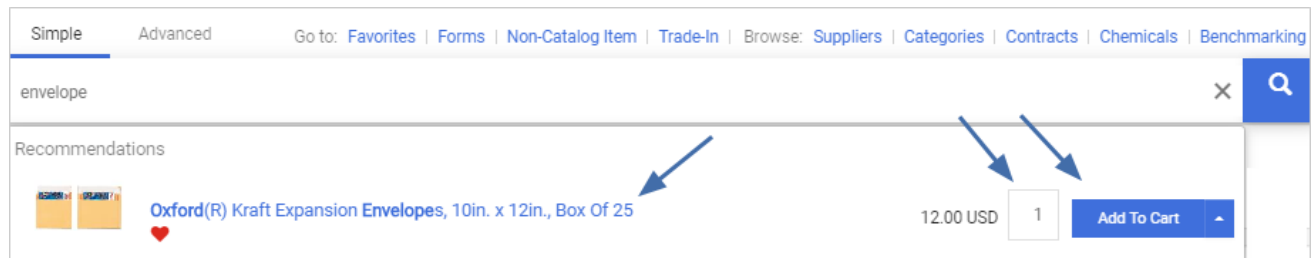 Simple Advanced Go to: Favorites | Forms | Non-Catalog Item | Trade-In | Browse: Suppliers | Categories | Contracts | Chemicals | Benchmarking
envelope
Recommendations
Oxford(R) Kraft Expansion Envelopes, 10in. x 12in., Box Of 25 12.00 USD 1 Add To Cart